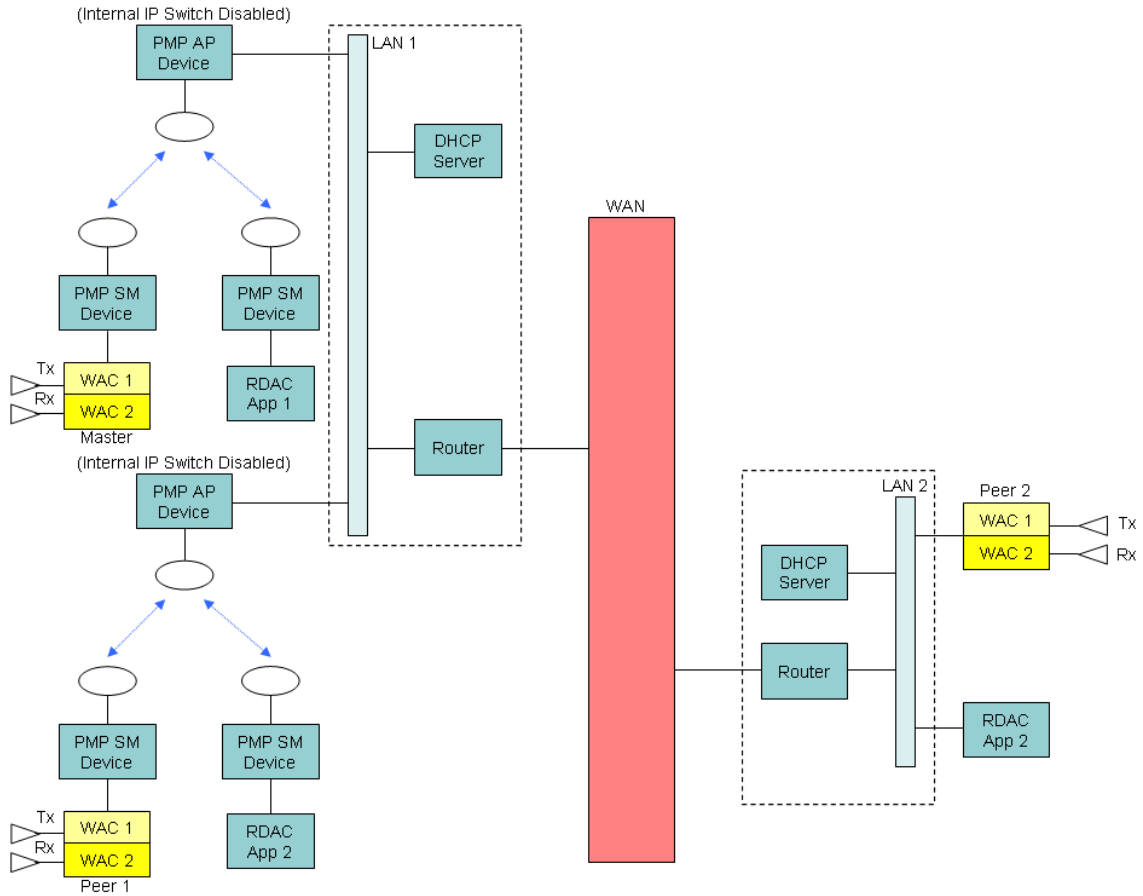 (Internal IP Switch Disabled)
PMP AP
Device
LAN 1
DHCP
Server
WAN
PMP SM
Device
PMP SM
Device
Tx
Rx
WAC 1
WAC 2
Master
RDAC
App 1
Router
(Internal IP Switch Disabled)
PMP AP
Device
LAN 2
Peer 2
WAC 1
WAC 2
Tx
Rx
DHCP
Server
Router
RDAC
App 2
PMP SM
Device
PMP SM
Device
Tx
Rx
WAC 1
WAC 2
Peer 1
RDAC
App 2